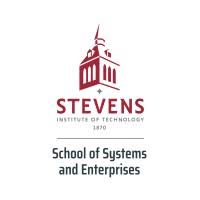 STEVENS
INSTITUTE OF TECHNOLOGY
1870
School of Systems
and Enterprises